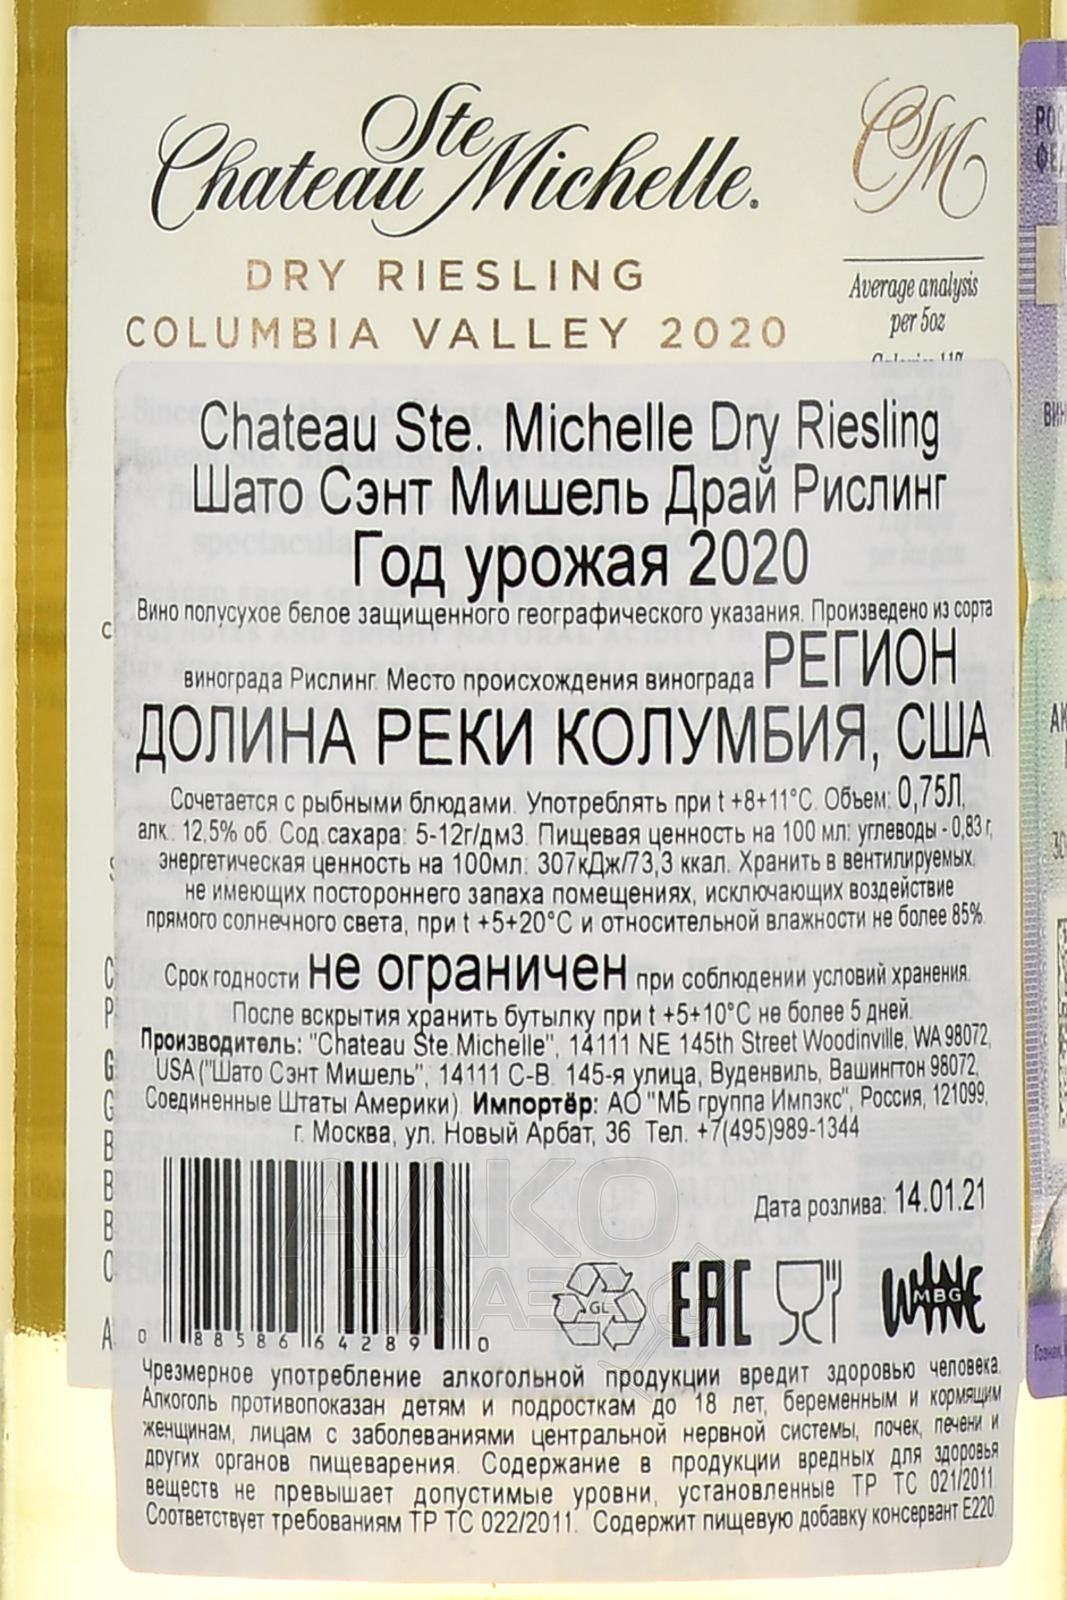 Chateau Ste Michelle.
CSM
DRY RIESLING
COLUMBIA VALLEY 2020
Average analysis
per 5oz
Chateau Ste. Michelle Dry Riesling
Шато Сэнт Мишель Драй Рислинг
Год урожая 2020
Вино полусухое белое защищенного географического указания. Произведено из сорта
винограда Рислинг. Место происхождения винограда РЕГИОН
ДОЛИНА РЕКИ КОЛУМБИЯ, США
Сочетается с рыбными блюдами. Употреблять при t +8+11°C. Объем: 0,75Л,
алк.: 12,5% об. Сод.сахара: 5-12г/дм3. Пищевая ценность на 100 мл: углеводы - 0,83 г,
энергетическая ценность на 100мл: 307кДж/73,3 ккал. Хранить в вентилируемых,
не имеющих постороннего запаха помещениях, исключающих воздействие
прямого солнечного света, при t +5+20°C и относительной влажности не более 85%.
Срок годности не ограничен при соблюдении условий хранения.
После вскрытия хранить бутылку при t +5+10°C не более 5 дней.
Производитель: "Chateau Ste.Michelle", 14111 NE 145th Street Woodinville, WA 98072,
USA ("Шато Сэнт Мишель", 14111 С-В. 145-я улица, Вуденвиль, Вашингтон 98072,
Соединенные Штаты Америки). Импортёр: АО "МБ группа Импэкс", Россия, 121099,
г. Москва, ул. Новый Арбат, 36 Тел. +7(495)989-1344
Дата розлива: 14.01.21
GL
EAC
WINE
MBG
0 88586 64289 0
АЛКО
ПЛАЗА
Чрезмерное употребление алкогольной продукции вредит здоровью человека.
Алкоголь противопоказан детям и подросткам до 18 лет, беременным и кормящим
женщинам, лицам с заболеваниями центральной нервной системы, почек, печени и
других органов пищеварения. Содержание в продукции вредных для здоровья
веществ не превышает допустимые уровни, установленные ТР ТС 021/2011.
Соответствует требованиям ТР ТС 022/2011. Содержит пищевую добавку консервант Е220.